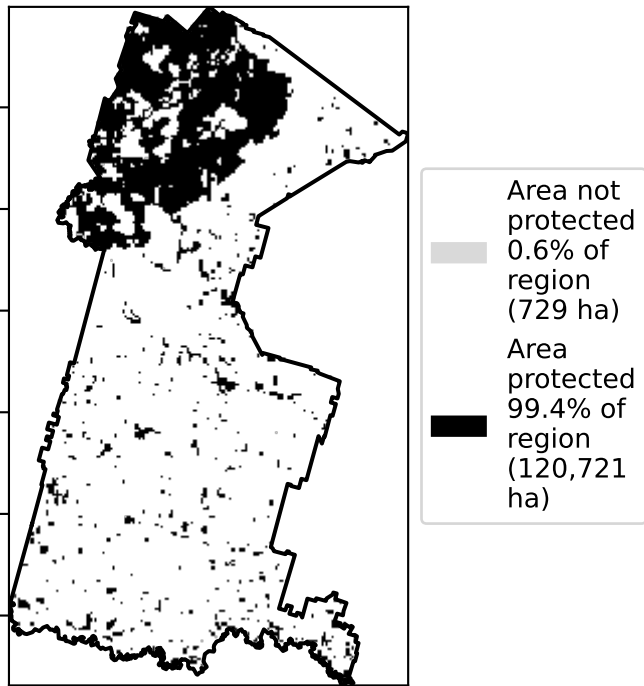 Area not
protected
0.6% of
region
(729 ha)
Area
protected
99.4% of
region
(120,721
ha)